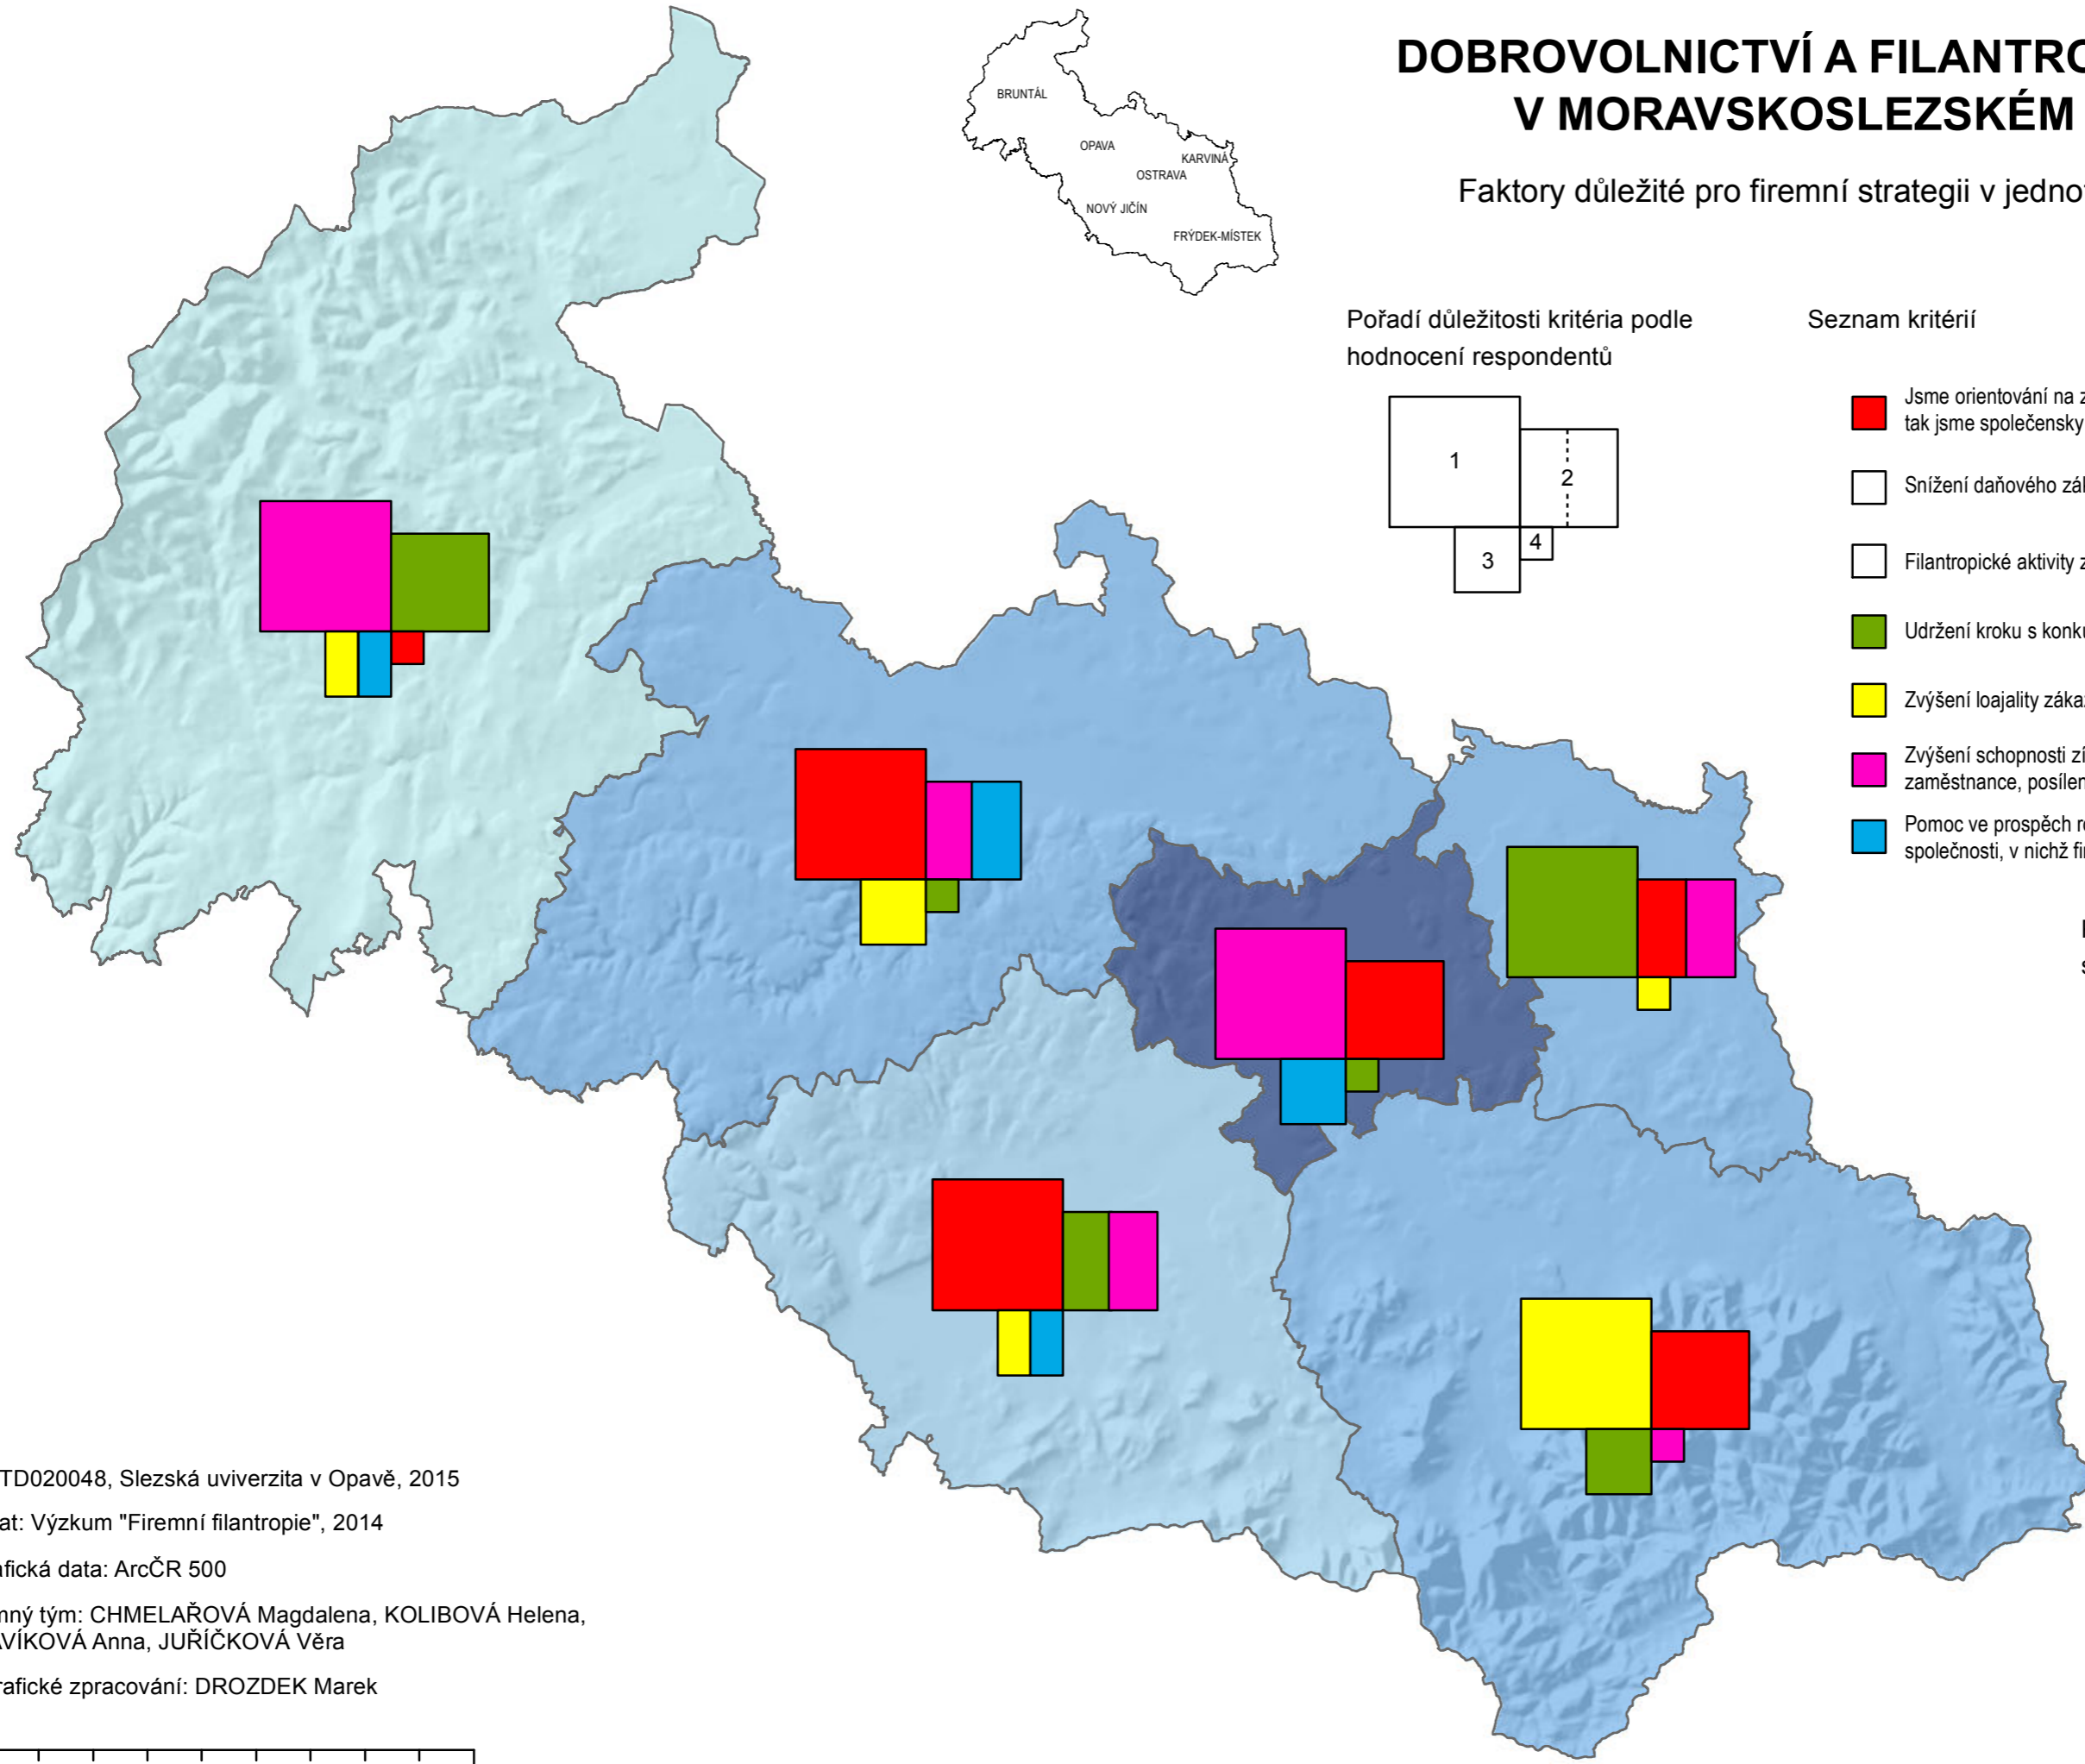 DOBROVOLNICTVÍ A FILANTRO
V MORAVSKOSLEZSKÉM
Faktory důležité pro firemní strategii v jedno
BRUNTÁL
OPAVA
KARVINÁ
OSTRAVA
NOVÝ JIČÍN
FRÝDEK-MÍSTEK
Pořadí důležitosti kritéria podle
hodnocení respondentů
1
2
3
4
Seznam kritérií
Jsme orientování na z
tak jsme společensky
Snížení daňového zá
Filantropické aktivity z
Udržení kroku s konku
Zvýšení loajality záka
Zvýšení schopnosti zí
zaměstnance, posílen
Pomoc ve prospěch r
společnosti, v nichž fi
TD020048, Slezská uviverzita v Opavě, 2015
at: Výzkum "Firemní filantropie", 2014
afická data: ArcČR 500
mný tým: CHMELAŘOVÁ Magdalena, KOLIBOVÁ Helena,
AVÍKOVÁ Anna, JUŘÍČKOVÁ Věra
rafické zpracování: DROZDEK Marek